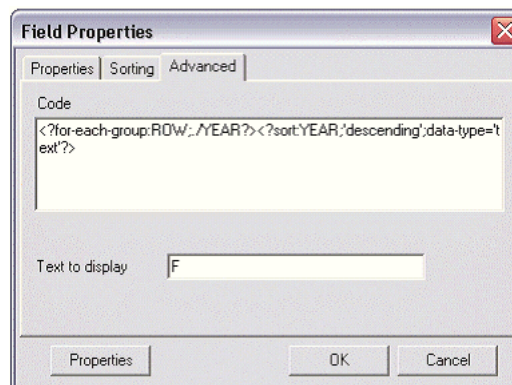 Field Properties
Properties Sorting Advanced
Code
<?for-each-group:ROW;./YEAR?><?sort:YEAR;'descending';data-type='t
ext'?>
Text to display F
Properties OK Cancel